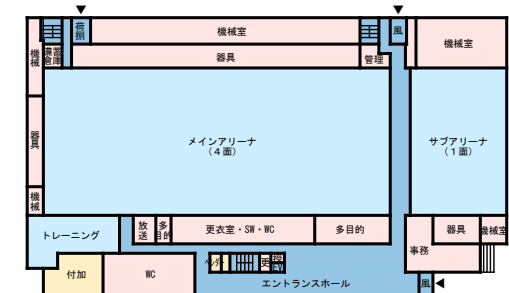 荷捌
機械室
風
機械室
機械
備蓄倉庫
器具
管理
器具
メインアリーナ
（４面）
サブアリーナ
（１面）
機械
放送
多目的
更衣室・SW・WC
多目的
器具
機械室
トレーニング
事務
付加
WC
更
エントランスホール
風